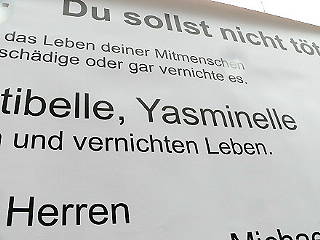 Du sollst nicht töt
das Leben deiner Mitmenschen
schädige oder gar vernichte es.
tibelle, Yasminelle
und vernichten Leben.
Herren
Michae